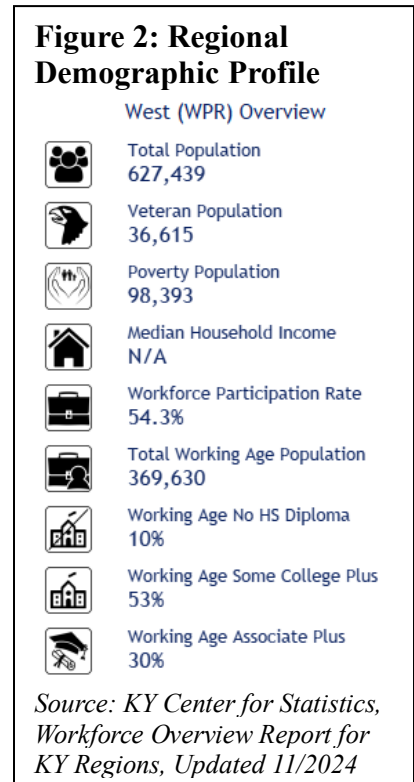 Figure 2: Regional
Demographic Profile
West (WPR) Overview
Total Population
627,439
Veteran Population
36,615
Poverty Population
98,393
Median Household Income
N/A
Workforce Participation Rate
54.3%
Total Working Age Population
369,630
Working Age No HS Diploma
10%
Working Age Some College Plus
53%
Working Age Associate Plus
30%
Source: KY Center for Statistics,
Workforce Overview Report for
KY Regions, Updated 11/2024